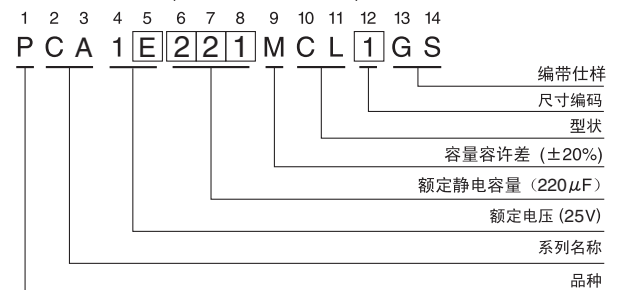 1 2 3 4 5 6 7 8 9 10 11 12 13 14
P C A 1 E 2 2 1 M C L 1 G S
编带仕样
尺寸编码
型状
容量容许差 (±20%)
额定静电容量（220μF）
额定电压 (25V)
系列名称
品种